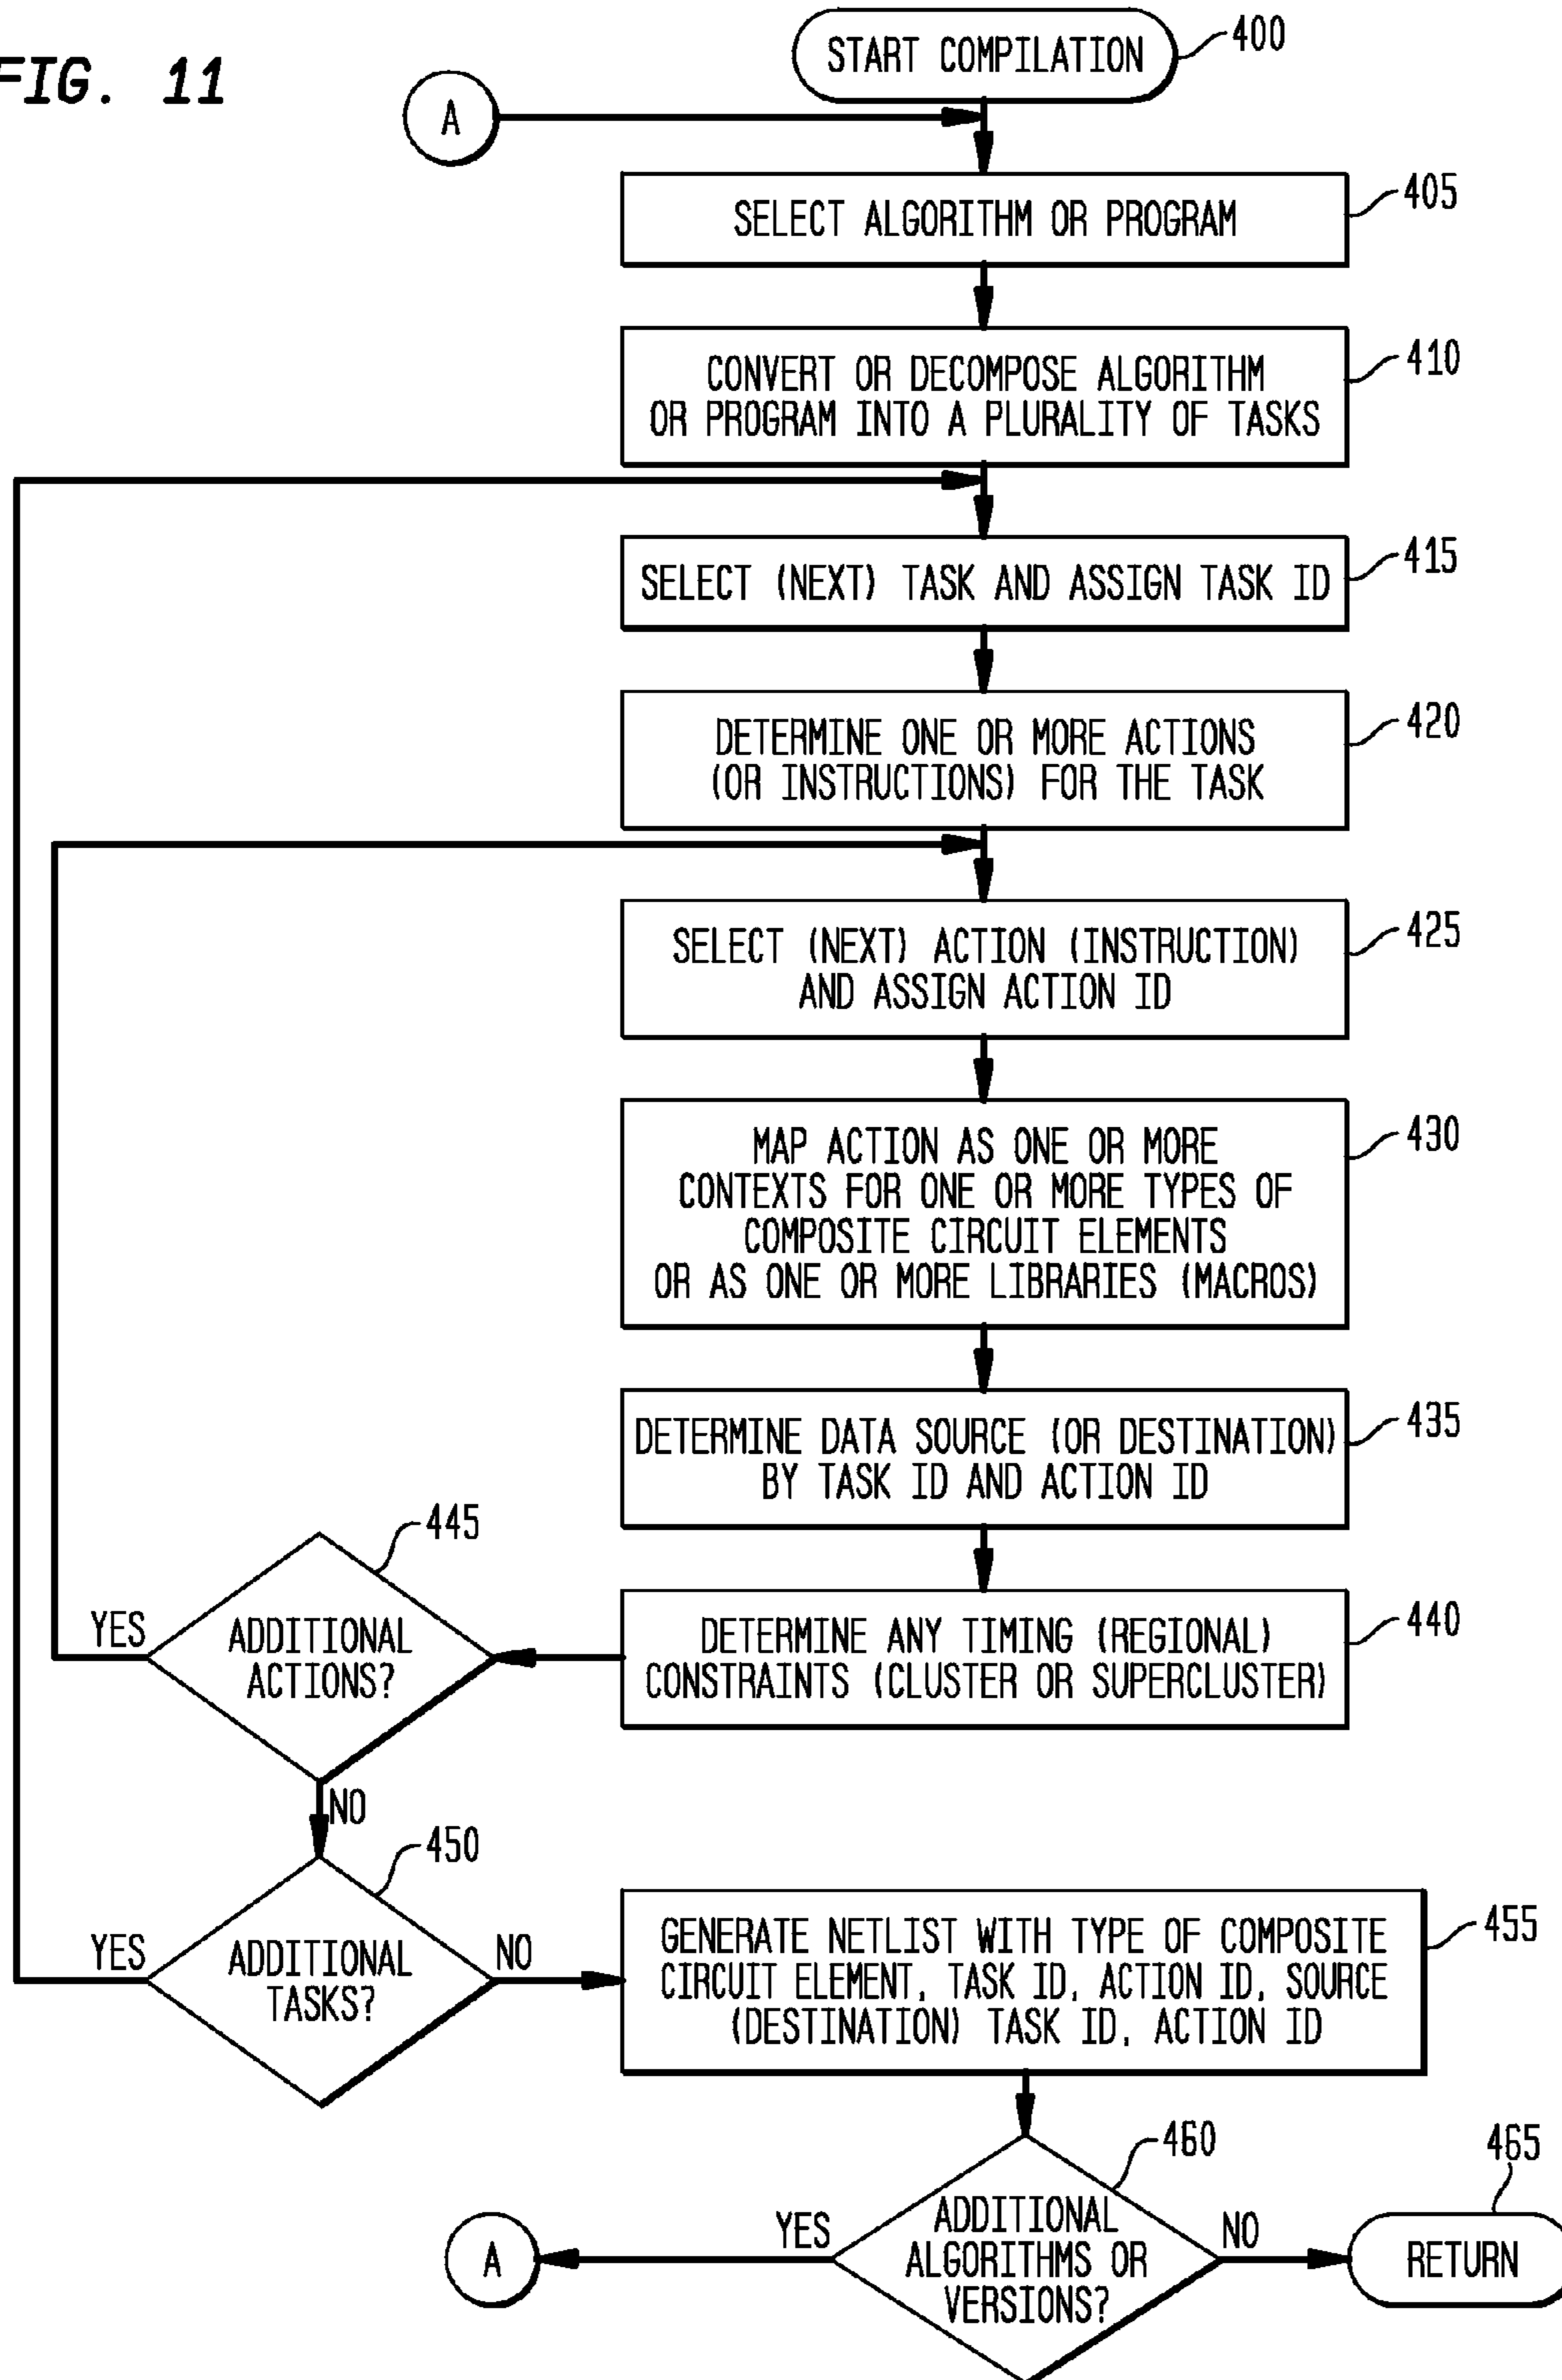 FIG. 11
START COMPILATION
400
A
SELECT ALGORITHM OR PROGRAM
405
CONVERT OR DECOMPOSE ALGORITHM
OR PROGRAM INTO A PLURALITY OF TASKS
410
SELECT (NEXT) TASK AND ASSIGN TASK ID
415
DETERMINE ONE OR MORE ACTIONS
(OR INSTRUCTIONS) FOR THE TASK
420
SELECT (NEXT) ACTION (INSTRUCTION)
AND ASSIGN ACTION ID
425
MAP ACTION AS ONE OR MORE
CONTEXTS FOR ONE OR MORE TYPES OF
COMPOSITE CIRCUIT ELEMENTS
OR AS ONE OR MORE LIBRARIES (MACROS)
430
DETERMINE DATA SOURCE (OR DESTINATION)
BY TASK ID AND ACTION ID
435
DETERMINE ANY TIMING (REGIONAL)
CONSTRAINTS (CLUSTER OR SUPERCLUSTER)
440
445
YES
ADDITIONAL
ACTIONS?
NO
450
YES
ADDITIONAL
TASKS?
NO
GENERATE NETLIST WITH TYPE OF COMPOSITE
CIRCUIT ELEMENT, TASK ID, ACTION ID, SOURCE
(DESTINATION) TASK ID, ACTION ID
455
460
A
YES
ADDITIONAL
ALGORITHMS OR
VERSIONS?
NO
465
RETURN